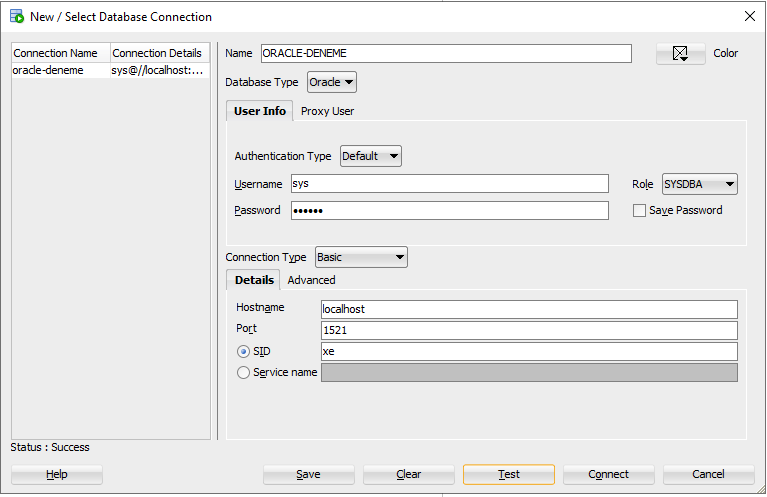 New / Select Database Connection
Connection Name Connection Details
oracle-deneme sys@//localhost:...
Name ORACLE-DENEME Color
Database Type Oracle
User Info Proxy User
Authentication Type Default
Username sys Role SYSDBA
Password •••••• Save Password
Connection Type Basic
Details Advanced
Hostname localhost
Port 1521
SID xe
Service name
Status : Success
Help Save Clear Test Connect Cancel